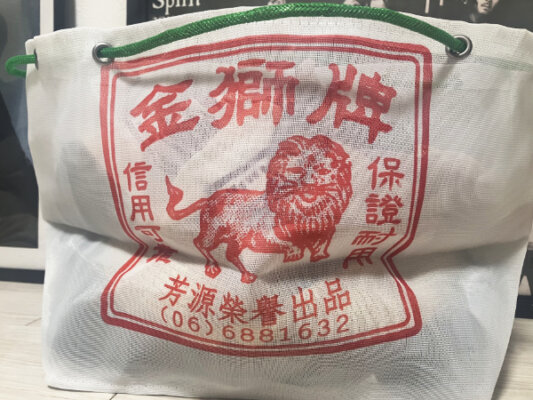 Spirit
金獅牌
信用可靠
保證耐用
芳源榮譽出品
(06)6881632